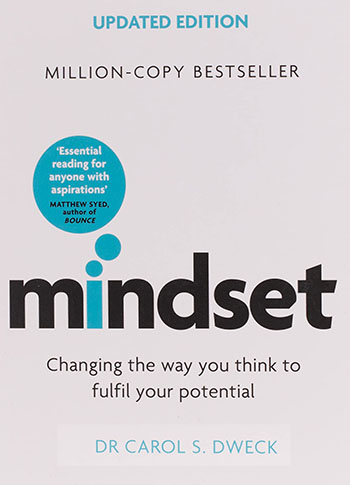 UPDATED EDITION
MILLION-COPY BESTSELLER
‘Essential
reading for
anyone with
aspirations’
MATTHEW SYED,
author of
BOUNCE
mindset
Changing the way you think to
fulfil your potential
DR CAROL S. DWECK